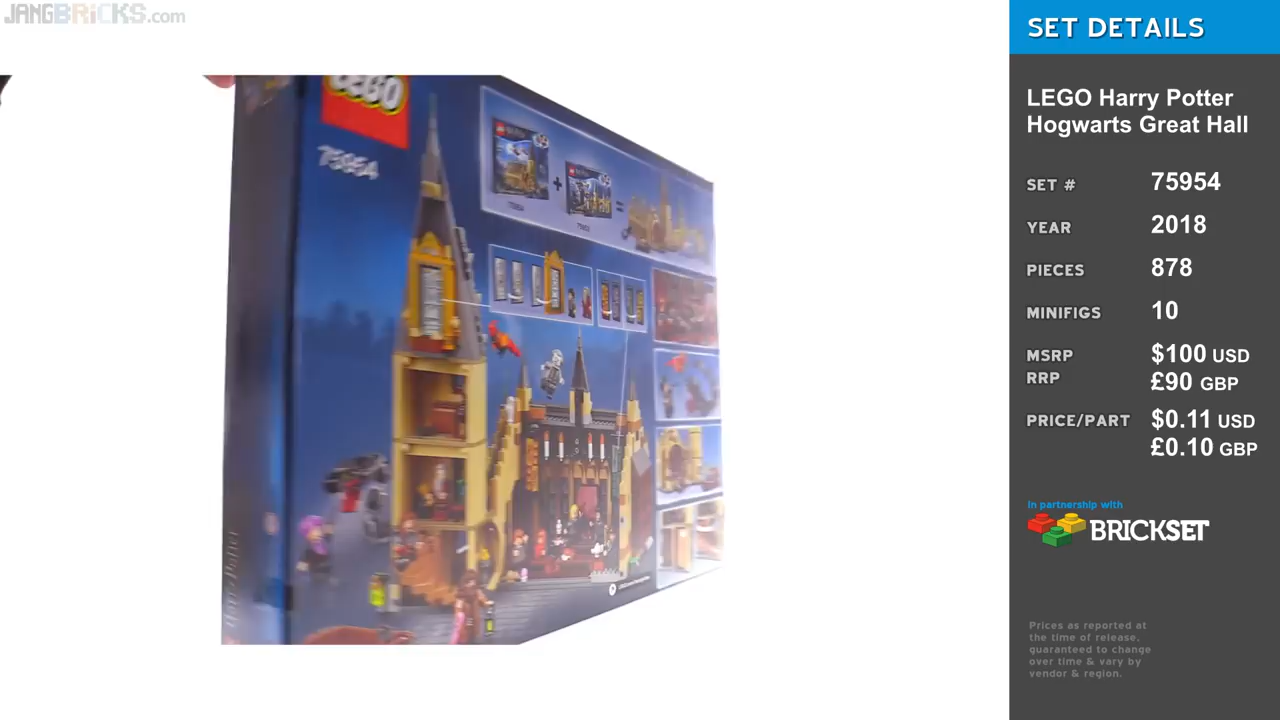 JANGBRiCKS.com
SET DETAILS
LEGO Harry Potter
Hogwarts Great Hall
SET # 75954
YEAR 2018
PIECES 878
MINIFIGS 10
MSRP $100 USD
RRP £90 GBP
PRICE/PART $0.11 USD
£0.10 GBP
in partnership with
BRICKSET
Prices as reported at
the time of release,
guaranteed to change
over time & vary by
vendor & region.
LEGO
75954
+
=
75954